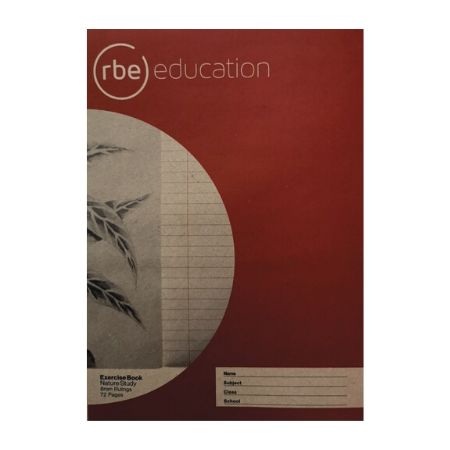 rbe education
Exercise Book
Nature Study
8mm Rulings
72 Pages
Name
Subject
Class
School